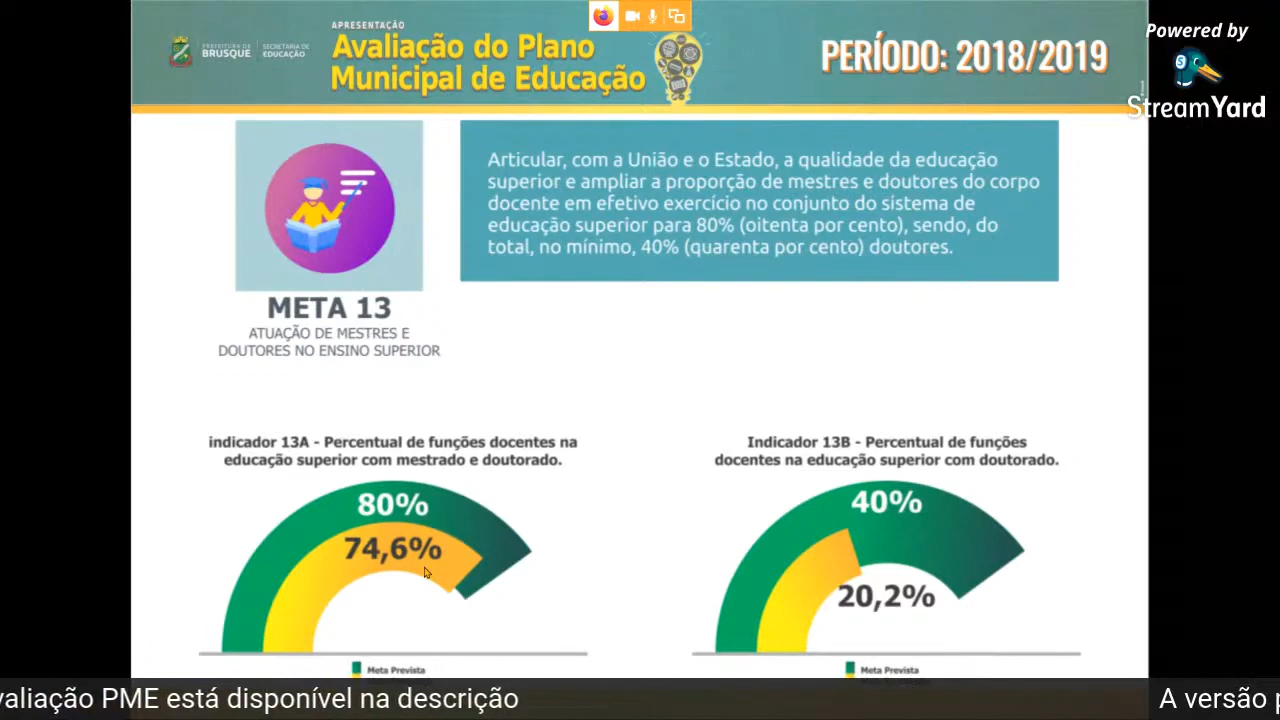 APRESENTAÇÃO
Avaliação do Plano
Municipal de Educação
PREFEITURA DE
BRUSQUE
SECRETARIA DE
EDUCAÇÃO
PERÍODO: 2018/2019
Powered by
StreamYard
Articular, com a União e o Estado, a qualidade da educação
superior e ampliar a proporção de mestres e doutores do corpo
docente em efetivo exercício no conjunto do sistema de
educação superior para 80% (oitenta por cento), sendo, do
total, no mínimo, 40% (quarenta por cento) doutores.
META 13
ATUAÇÃO DE MESTRES E
DOUTORES NO ENSINO SUPERIOR
indicador 13A - Percentual de funções docentes na
educação superior com mestrado e doutorado.
80%
74,6%
Meta Prevista
Indicador 13B - Percentual de funções
docentes na educação superior com doutorado.
40%
20,2%
Meta Prevista
valiação PME está disponível na descrição
A versão p